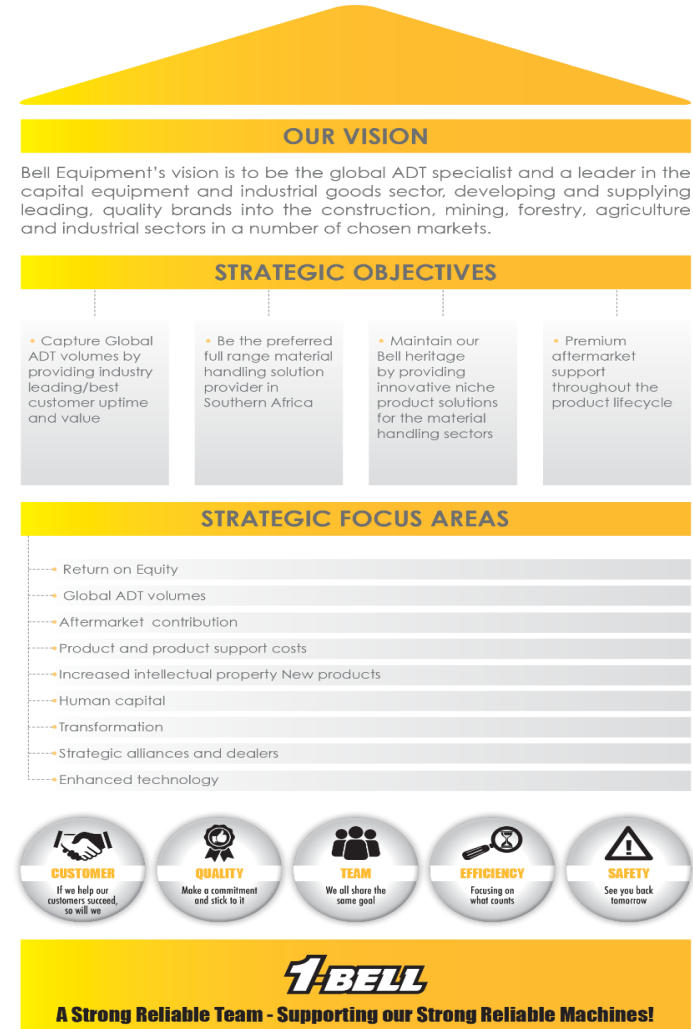 OUR VISION
Bell Equipment's vision is to be the global ADT specialist and a leader in the
capital equipment and industrial goods sector, developing and supplying
leading, quality brands into the construction, mining, forestry, agriculture
and industrial sectors in a number of chosen markets.
STRATEGIC OBJECTIVES
• Capture Global
ADT volumes by
providing industry
leading/best
customer uptime
and value
• Be the preferred
full range material
handling solution
provider in
Southern Africa
• Maintain our
Bell heritage
by providing
innovative niche
product solutions
for the material
handling sectors
• Premium
aftermarket
support
throughout the
product lifecycle
STRATEGIC FOCUS AREAS
Return on Equity
Global ADT volumes
Aftermarket contribution
Product and product support costs
Increased intellectual property New products
Human capital
Transformation
Strategic alliances and dealers
Enhanced technology
CUSTOMER
If we help our
customers succeed,
so will we
QUALITY
Make a commitment
and stick to it
TEAM
We all share the
same goal
EFFICIENCY
Focusing on
what counts
SAFETY
See you back
tomorrow
1-BELL
A Strong Reliable Team - Supporting our Strong Reliable Machines!